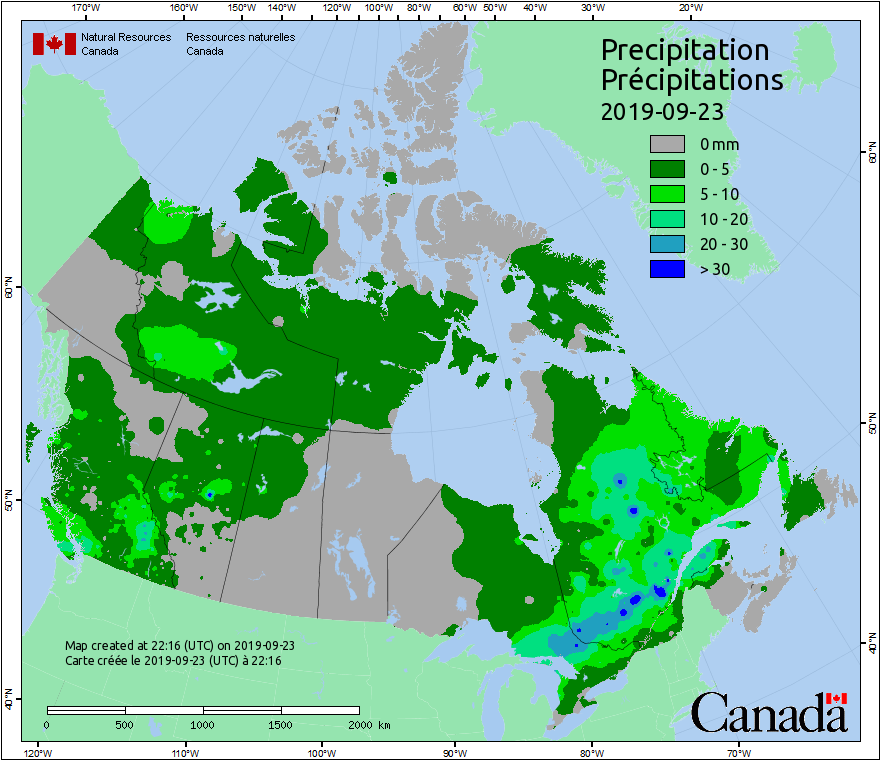 170°W 160°W 150°W 140°W 120°W 100°W 80°W 60°W 50°W 40°W 30°W 20°W
Natural Resources Ressources naturelles
Canada Canada
Precipitation
Précipitations
2019-09-23
0 mm
0 - 5
5 - 10
10 - 20
20 - 30
> 30
60°N 60°N
50°N 50°N
40°N 40°N
Map created at 22:16 (UTC) on 2019-09-23
Carte créée le 2019-09-23 (UTC) à 22:16
0 500 1000 1500 2000 km
Canada
120°W 110°W 100°W 90°W 80°W 70°W